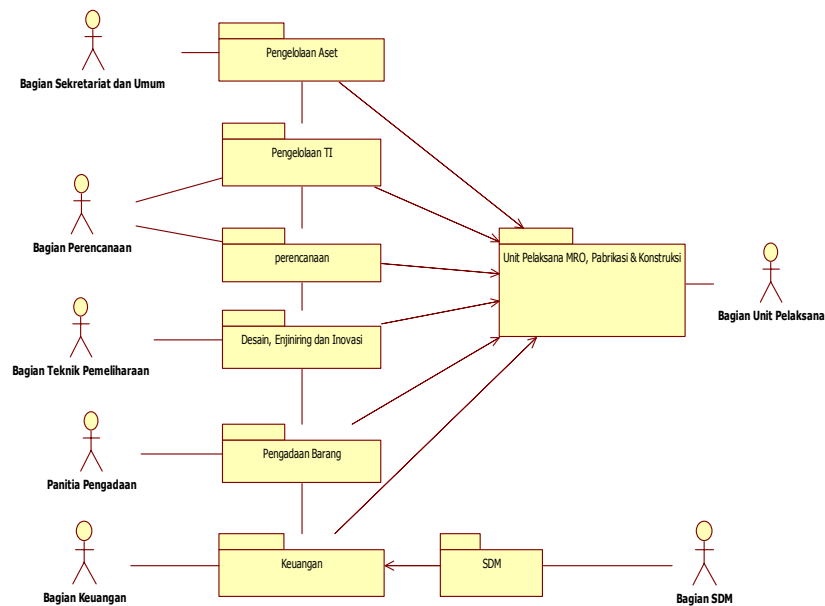 Pengelolaan Aset
Bagian Sekretariat dan Umum
Pengelolaan TI
Bagian Perencanaan
perencanaan
Unit Pelaksana MRO, Pabrikasi & Konstruksi
Bagian Unit Pelaksana
Desain, Enjiniring dan Inovasi
Bagian Teknik Pemeliharaan
Pengadaan Barang
Panitia Pengadaan
Keuangan
SDM
Bagian Keuangan
Bagian SDM